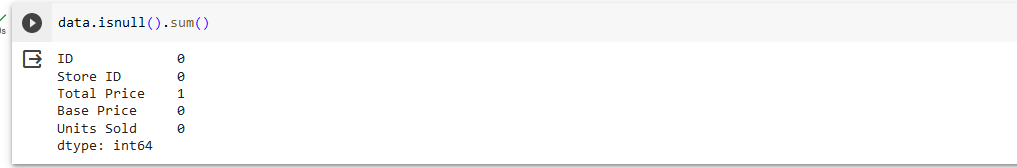 data.isnull().sum()
ID 0
Store ID 0
Total Price 1
Base Price 0
Units Sold 0
dtype: int64